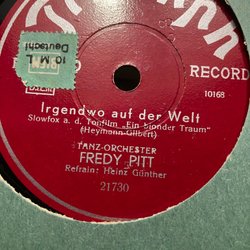 RECORD
10168
10 M.L.
Deutschl
Irgendwo auf der Welt
Slowfox a. d. Tonfilm „Ein blonder Traum"
(Heymann-Gilbert)
TANZ-ORCHESTER
FREDY PITT
Refrain: Heinz Günther
21730